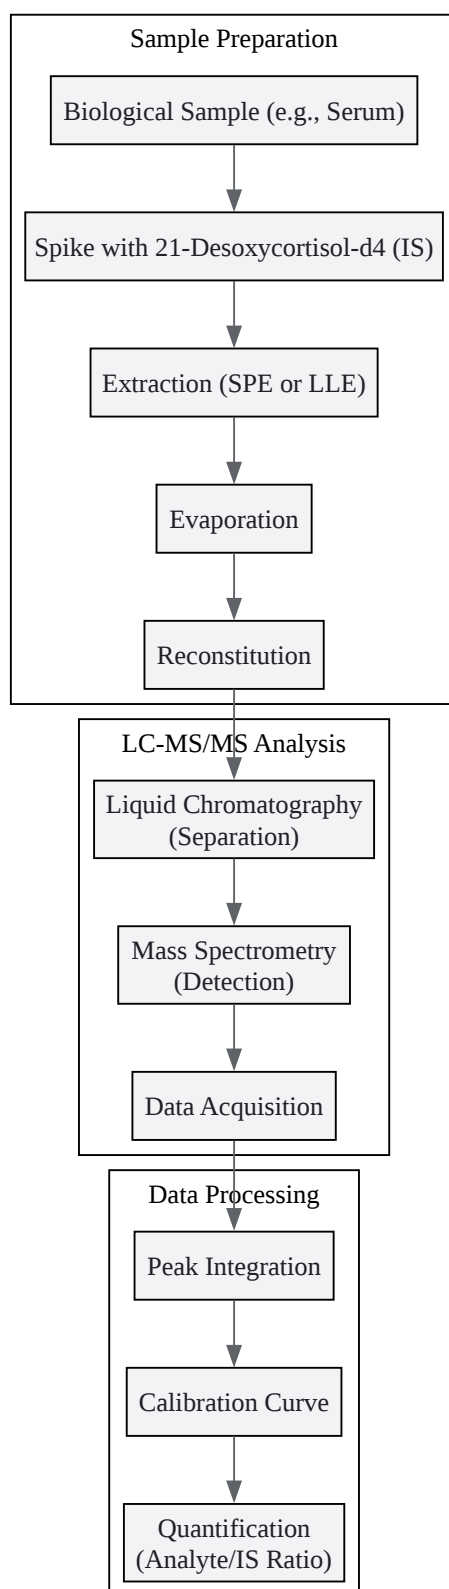 Sample Preparation
Biological Sample (e.g., Serum)
Spike with 21-Desoxycortisol-d4 (IS)
Extraction (SPE or LLE)
Evaporation
Reconstitution
LC-MS/MS Analysis
Liquid Chromatography
(Separation)
Mass Spectrometry
(Detection)
Data Acquisition
Data Processing
Peak Integration
Calibration Curve
Quantification
(Analyte/IS Ratio)